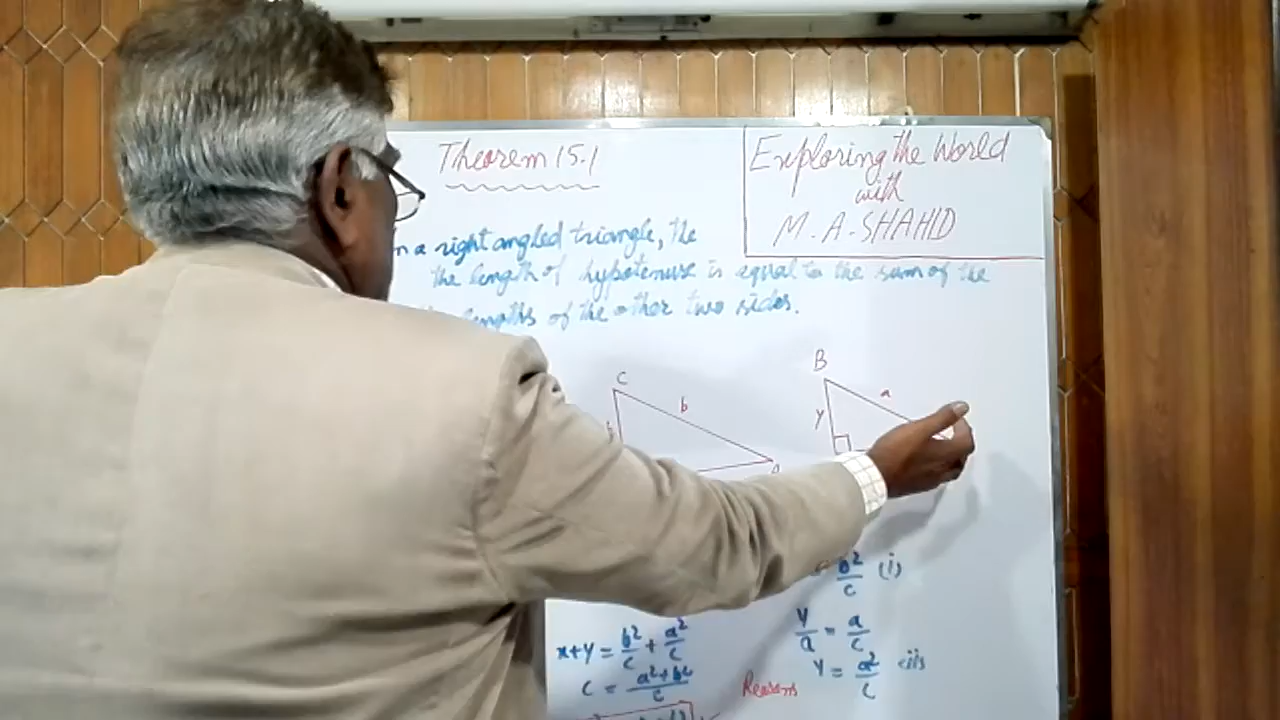 Theorem 15.1
Exploring the World
with
M. A. SHAHID
n a right angled triangle, the
the length of hypotenuse is equal to the sum of the
lengths of the other two sides.
C
b
B
a
y
b²/c (i)
y/a = a/c
x+y = b²/c + a²/c
y = a²/c (ii)
c = a²+b²/c
Reasons